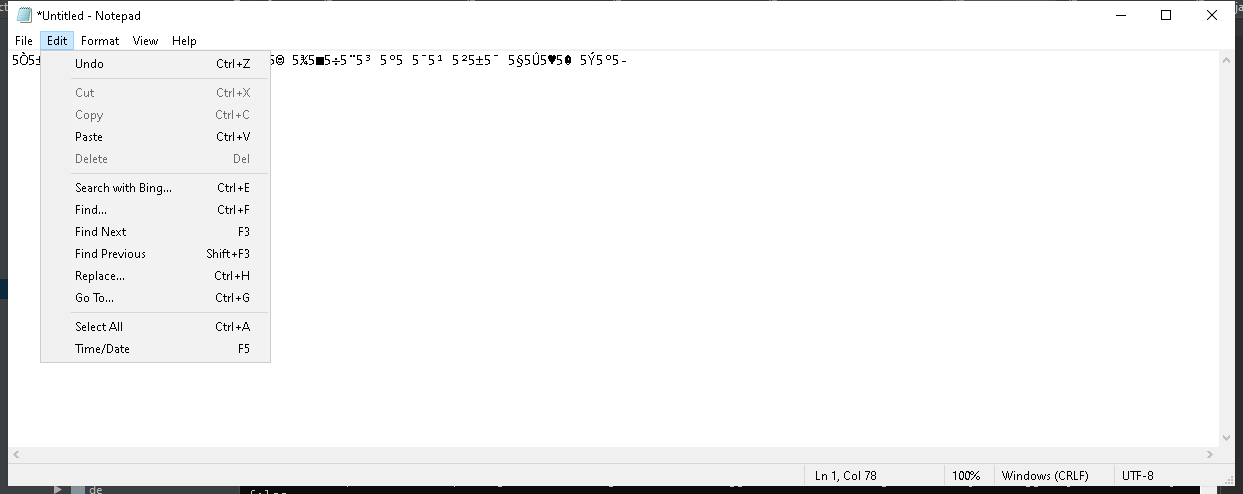 *Untitled - Notepad
File Edit Format View Help
5Ò5± 5¾5■5÷5¨5³ 5º5 5¯5¹ 5²5±5¯ 5§5Û5♥5 5Ý5º5-
Undo Ctrl+Z
Cut Ctrl+X
Copy Ctrl+C
Paste Ctrl+V
Delete Del
Search with Bing... Ctrl+E
Find... Ctrl+F
Find Next F3
Find Previous Shift+F3
Replace... Ctrl+H
Go To... Ctrl+G
Select All Ctrl+A
Time/Date F5
Ln 1, Col 78 100% Windows (CRLF) UTF-8
de